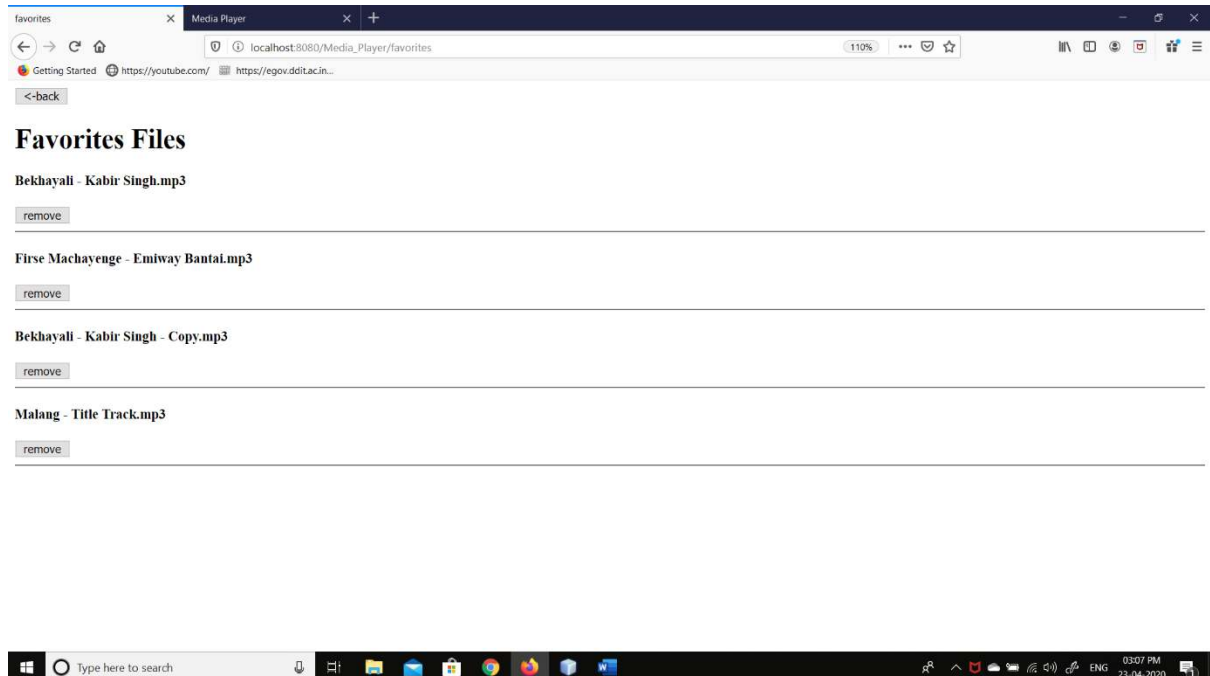 favorites
Media Player
localhost:8080/Media_Player/favorites
110%
Getting Started
https://youtube.com/
https://egov.ddit.ac.in...
<-back
Favorites Files
Bekhayali - Kabir Singh.mp3
remove
Firse Machayenge - Emiway Bantai.mp3
remove
Bekhayali - Kabir Singh - Copy.mp3
remove
Malang - Title Track.mp3
remove
Type here to search
ENG
03:07 PM
23-04-2020